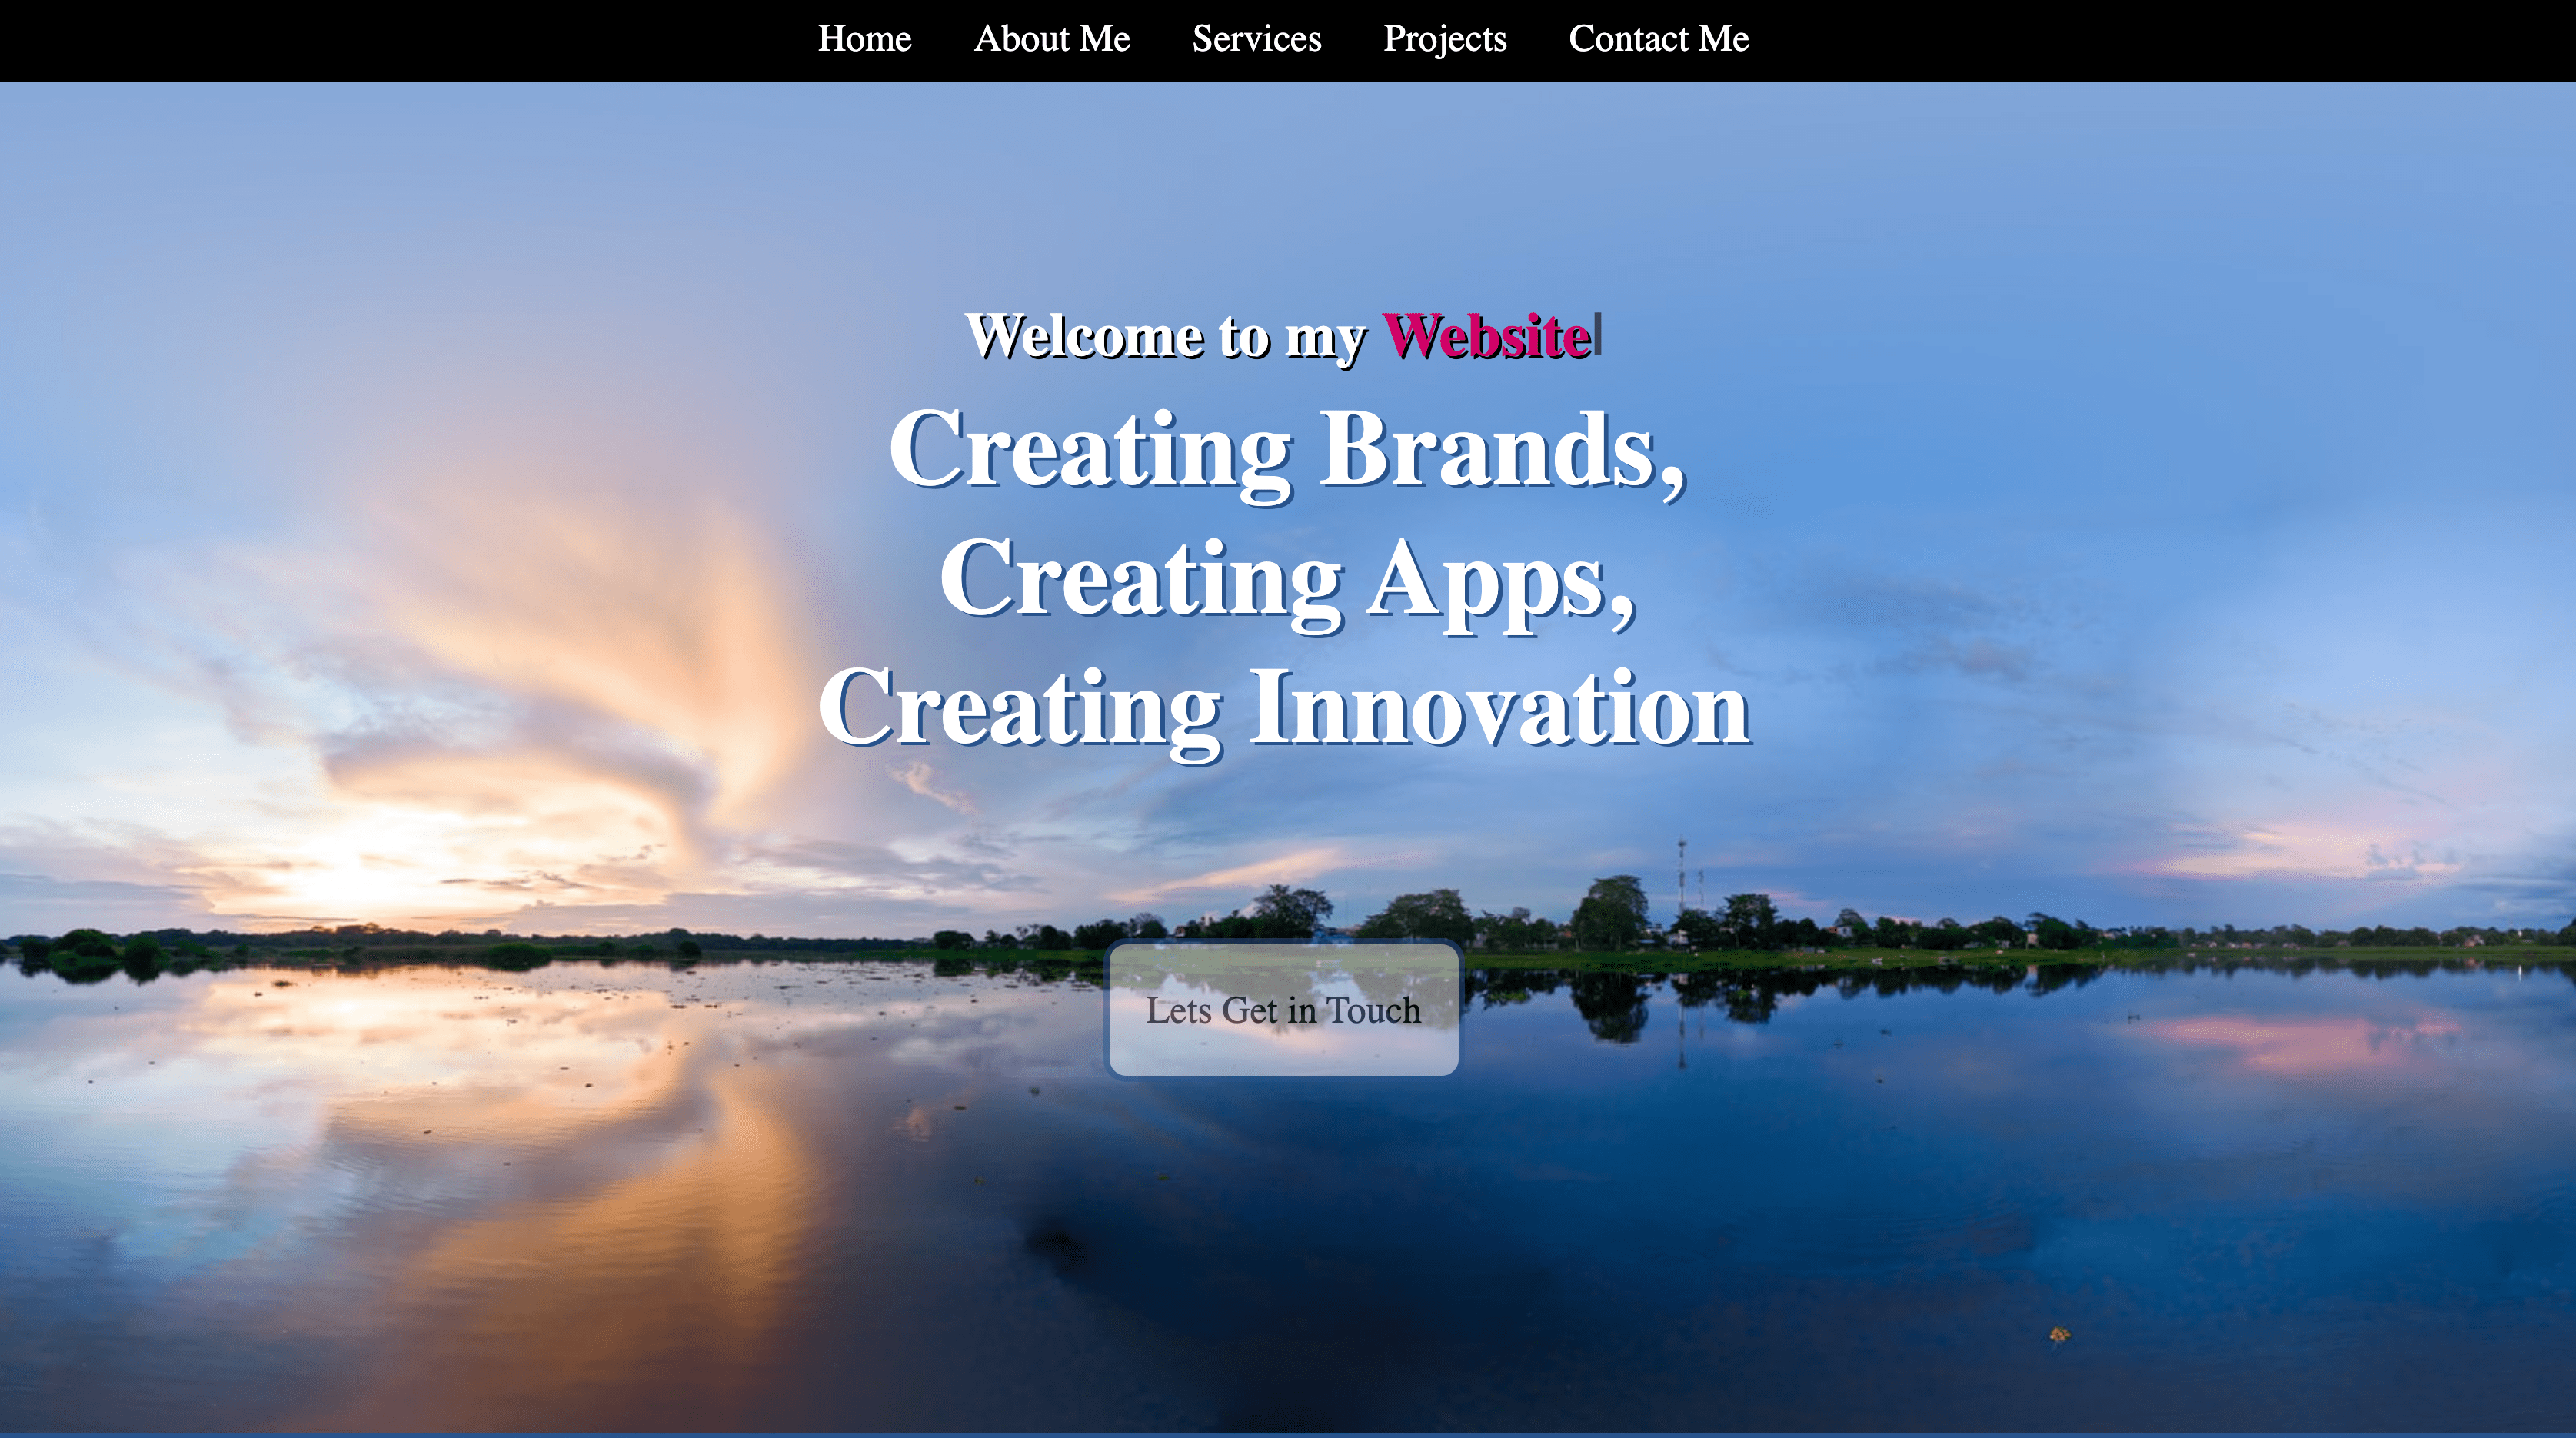 Home About Me Services Projects Contact Me
Welcome to my Website
Creating Brands,
Creating Apps,
Creating Innovation
Lets Get in Touch